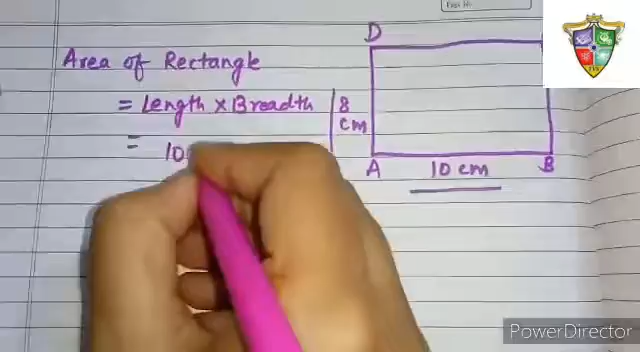 Area of Rectangle
= Length × Breadth
= 10
D
8
cm
A
10 cm
B
PowerDirector